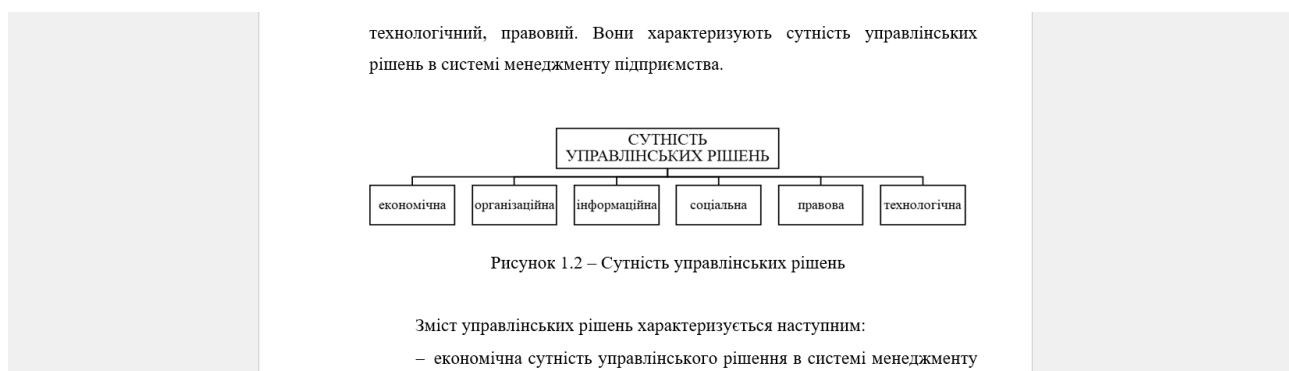 технологічний, правовий. Вони характеризують сутність управлінських
рішень в системі менеджменту підприємства.
СУТНІСТЬ
УПРАВЛІНСЬКИХ РІШЕНЬ
економічна
організаційна
інформаційна
соціальна
правова
технологічна
Рисунок 1.2 – Сутність управлінських рішень
Зміст управлінських рішень характеризується наступним:
– економічна сутність управлінського рішення в системі менеджменту